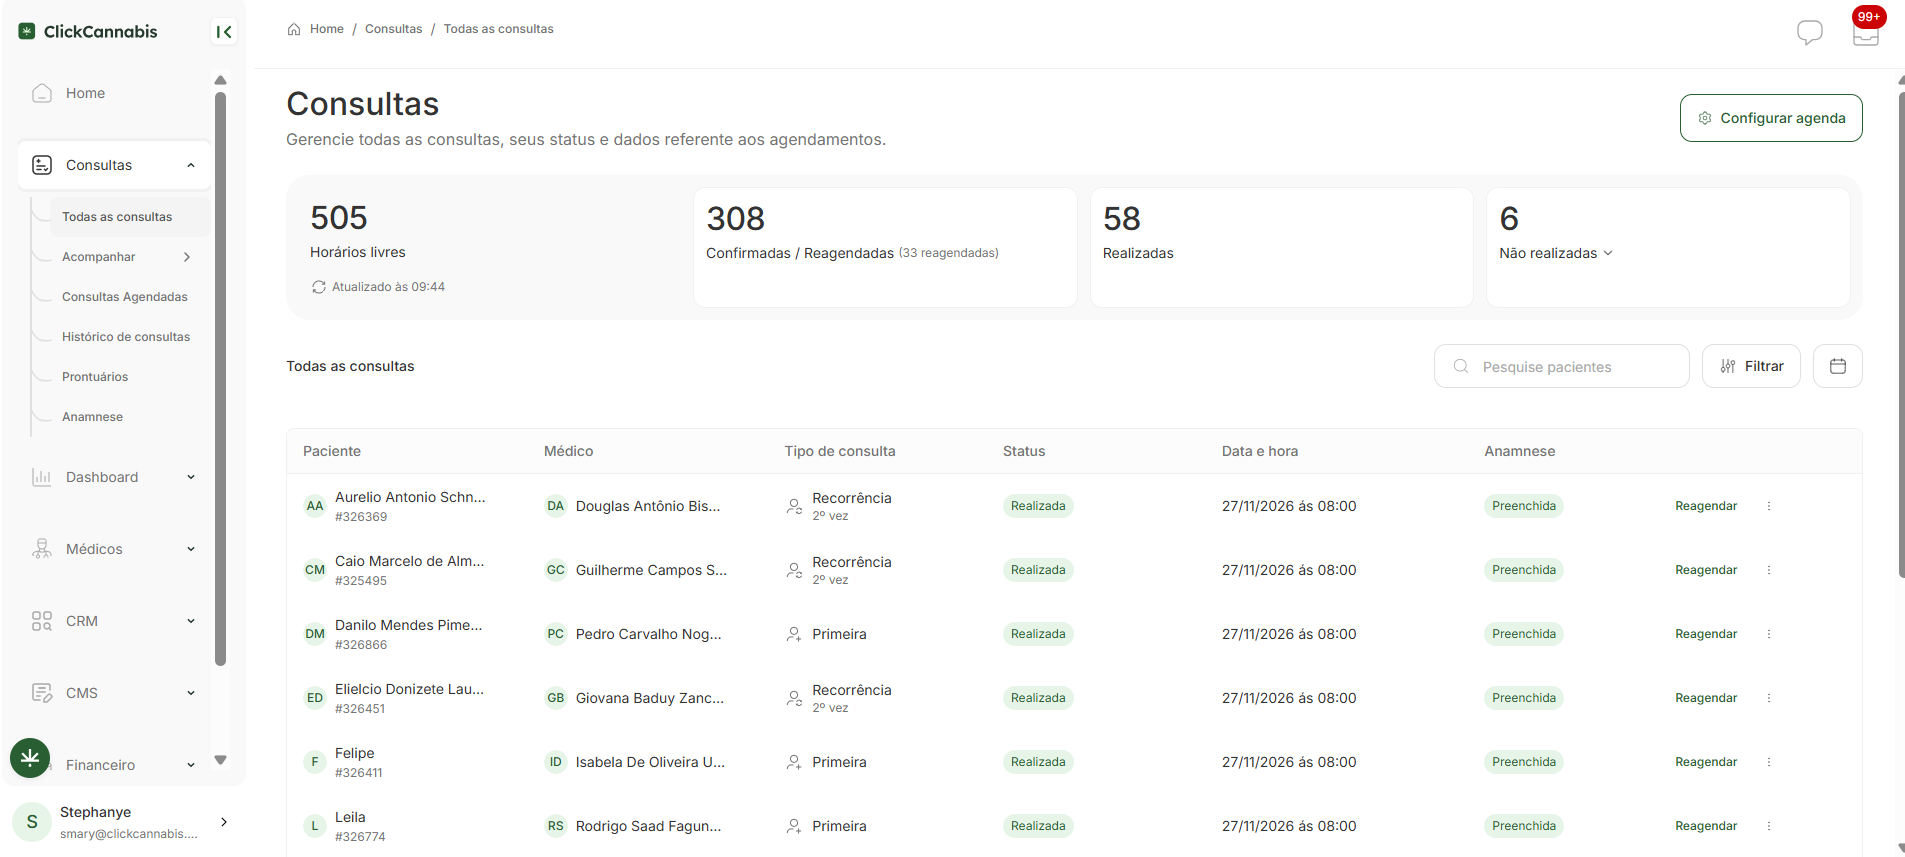 ClickCannabis
Home
Consultas
Todas as consultas
Acompanhar
Consultas Agendadas
Histórico de consultas
Prontuários
Anamnese
Dashboard
Médicos
CRM
CMS
Financeiro
S
Stephanye
smary@clickcannabis....
Home / Consultas / Todas as consultas
99+
Consultas
Gerencie todas as consultas, seus status e dados referente aos agendamentos.
Configurar agenda
505
Horários livres
Atualizado às 09:44
308
Confirmadas / Reagendadas (33 reagendadas)
58
Realizadas
6
Não realizadas
Todas as consultas
Pesquise pacientes
Filtrar
Paciente Médico Tipo de consulta Status Data e hora Anamnese
AA Aurelio Antonio Schn... DA Douglas Antônio Bis... Recorrência Realizada 27/11/2026 ás 08:00 Preenchida Reagendar
#326369 2º vez
CM Caio Marcelo de Alm... GC Guilherme Campos S... Recorrência Realizada 27/11/2026 ás 08:00 Preenchida Reagendar
#325495 2º vez
DM Danilo Mendes Pime... PC Pedro Carvalho Nog... Primeira Realizada 27/11/2026 ás 08:00 Preenchida Reagendar
#326866
ED Elielcio Donizete Lau... GB Giovana Baduy Zanc... Recorrência Realizada 27/11/2026 ás 08:00 Preenchida Reagendar
#326451 2º vez
F Felipe ID Isabela De Oliveira U... Primeira Realizada 27/11/2026 ás 08:00 Preenchida Reagendar
#326411
L Leila RS Rodrigo Saad Fagun... Primeira Realizada 27/11/2026 ás 08:00 Preenchida Reagendar
#326774